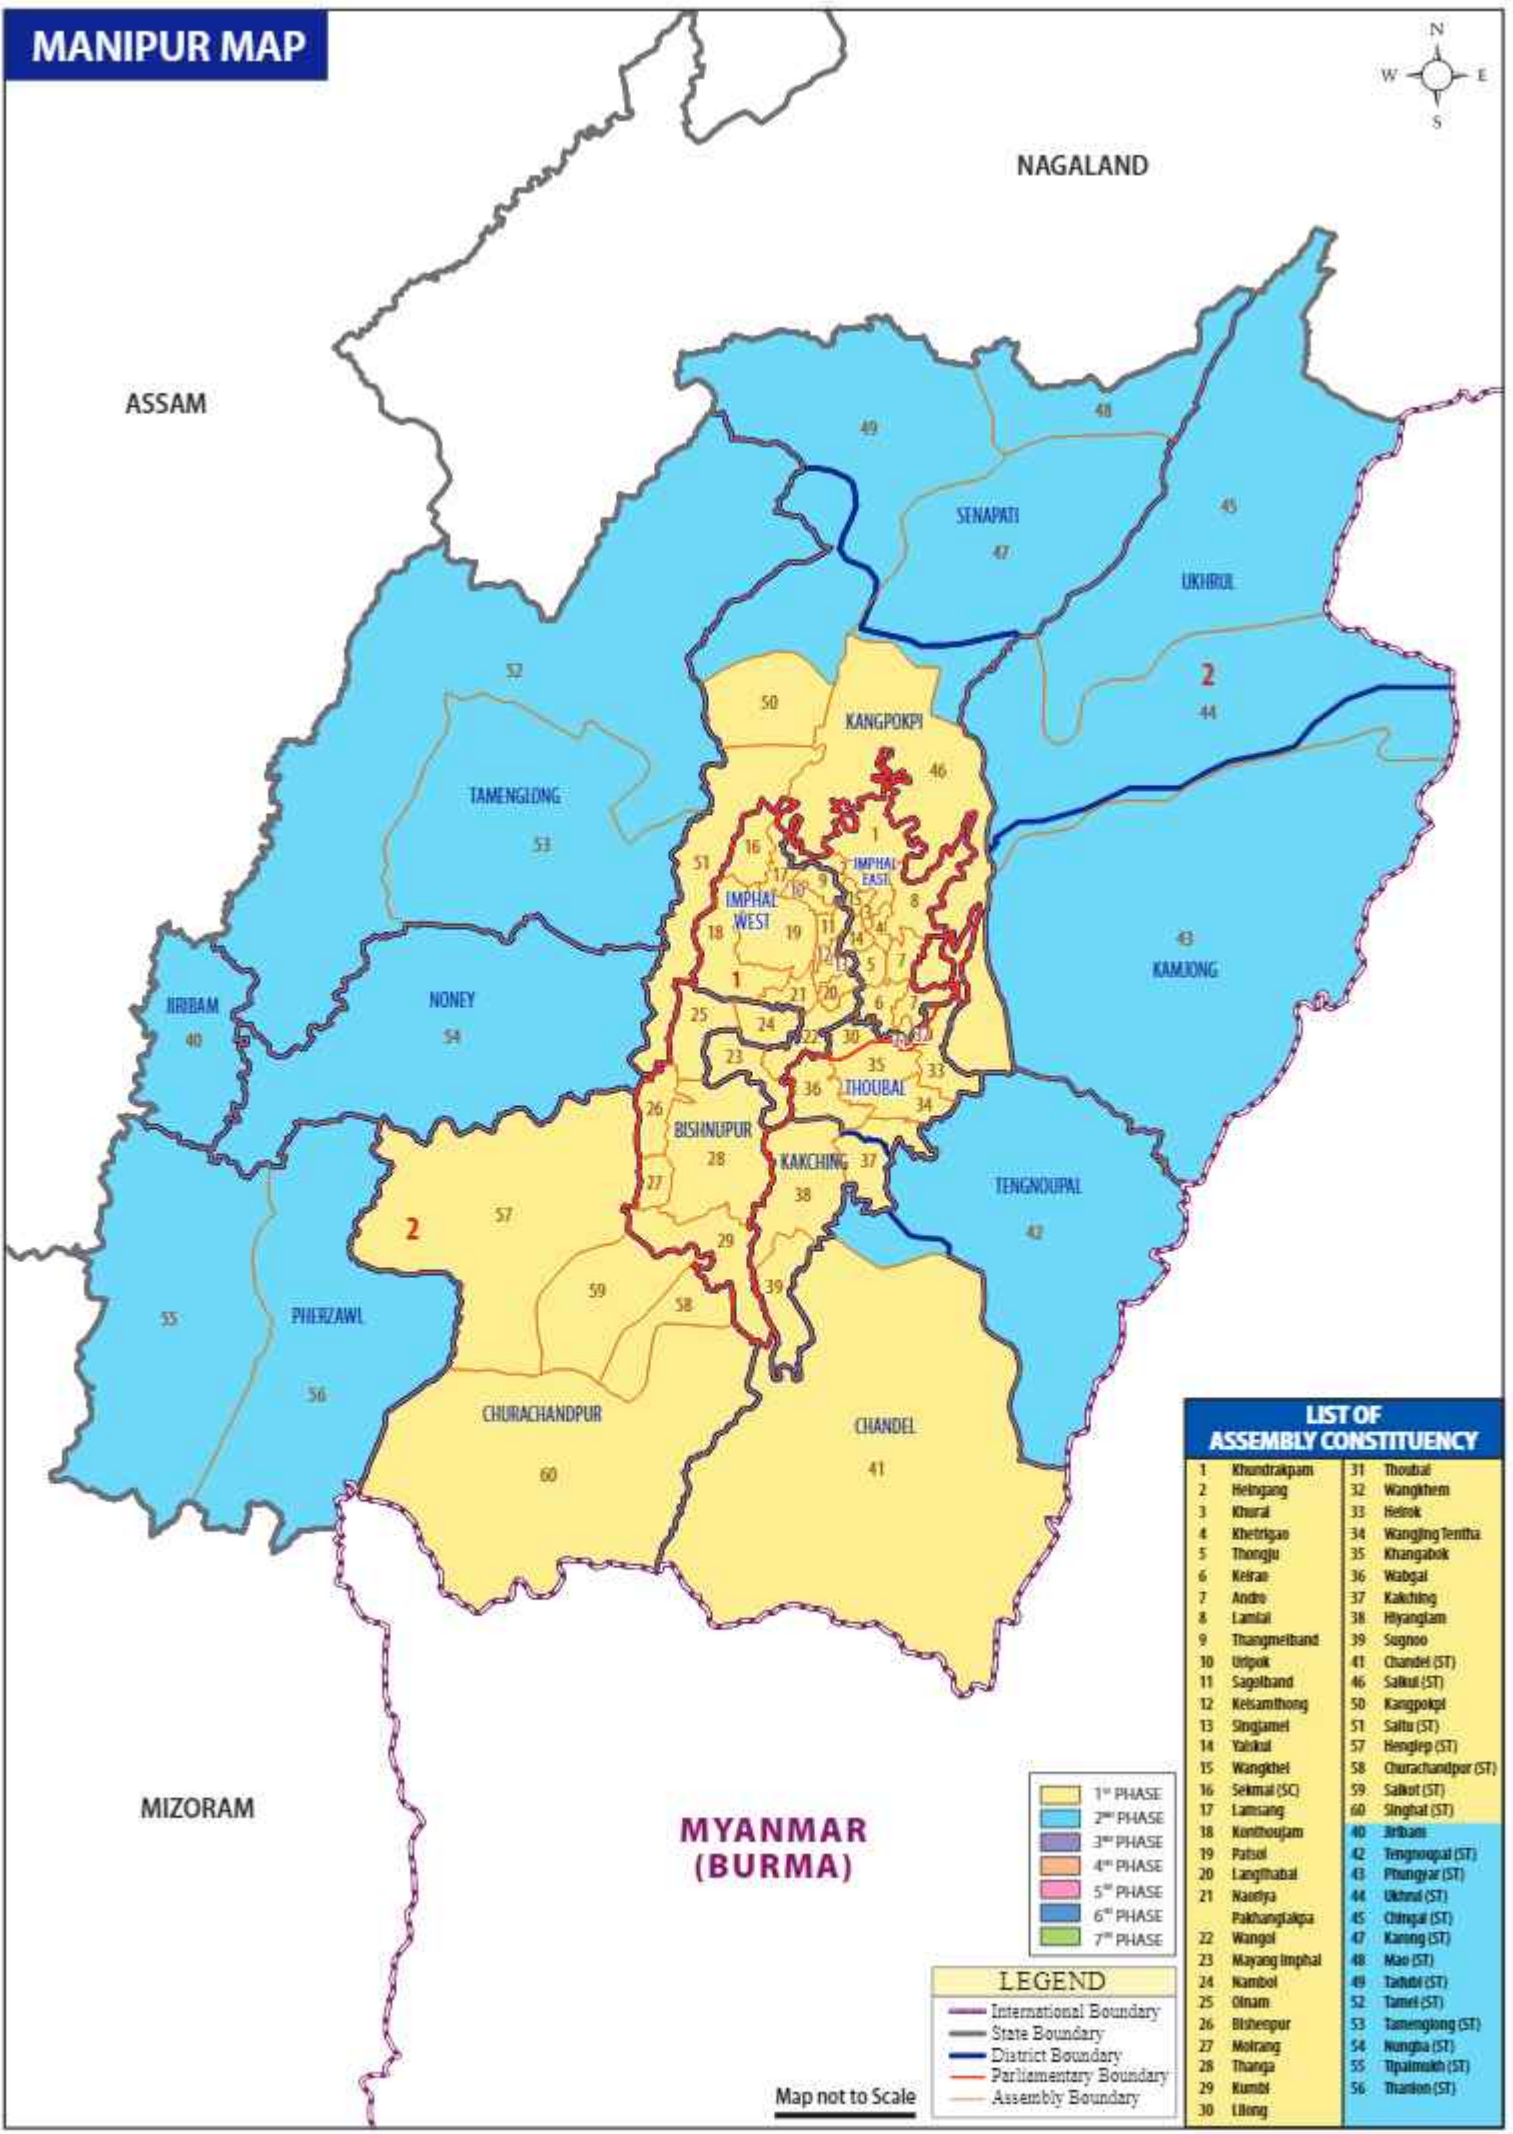 MANIPUR MAP
N
W E
S
NAGALAND
ASSAM
48
49
45
SENAPATI
47
UKHRUL
52
2
50
44
KANGPOKPI
46
TAMENGLONG
1
53
16
51
IMPHAL
EAST
17
9
10
IMPHAL
WEST
8
15
3
18
19
11
4
14
43
12
5
7
KAMJONG
1
21
20
NONEY
6
7
JIRIBAM
25
24
54
22
30
32
40
23
35
33
36
THOUBAL
26
34
BISHNUPUR
28
KAKCHING
37
27
38
TENGNOUPAL
57
2
42
29
59
39
58
55
PHERZAWL
56
CHURACHANDPUR
CHANDEL
60
41
LIST OF
ASSEMBLY CONSTITUENCY
1 Khundrakpam 31 Thoubal
2 Heingang 32 Wangkhem
3 Khurai 33 Heirok
4 Khetrigao 34 Wangjing Tentha
5 Thongju 35 Khangabok
6 Keirao 36 Wabgai
7 Andro 37 Kakching
8 Lamlai 38 Hiyanglam
9 Thangmeiband 39 Sugnoo
10 Uripok 41 Chandel (ST)
11 Sagolband 46 Saikul (ST)
12 Keisamthong 50 Kangpokpi
13 Singjamei 51 Saitu (ST)
14 Yaiskul 57 Henglep (ST)
15 Wangkhei 58 Churachandpur (ST)
16 Sekmai (SC) 59 Saikot (ST)
17 Lamsang 60 Singhat (ST)
18 Konthoujam 40 Jiribam
19 Patsoi 42 Tengnoupal (ST)
20 Langthabal 43 Phungyar (ST)
21 Naoriya 44 Ukhrul (ST)
Pakhanglakpa 45 Chingai (ST)
22 Wangoi 47 Karong (ST)
23 Mayang Imphal 48 Mao (ST)
24 Nambol 49 Tadubi (ST)
25 Oinam 52 Tamei (ST)
26 Bishenpur 53 Tamenglong (ST)
27 Moirang 54 Nungba (ST)
28 Thanga 55 Tipaimukh (ST)
29 Kumbi 56 Thanlon (ST)
30 Lilong
MIZORAM
MYANMAR
(BURMA)
1ST PHASE
2ND PHASE
3RD PHASE
4TH PHASE
5TH PHASE
6TH PHASE
7TH PHASE
LEGEND
International Boundary
State Boundary
District Boundary
Parliamentary Boundary
Assembly Boundary
Map not to Scale